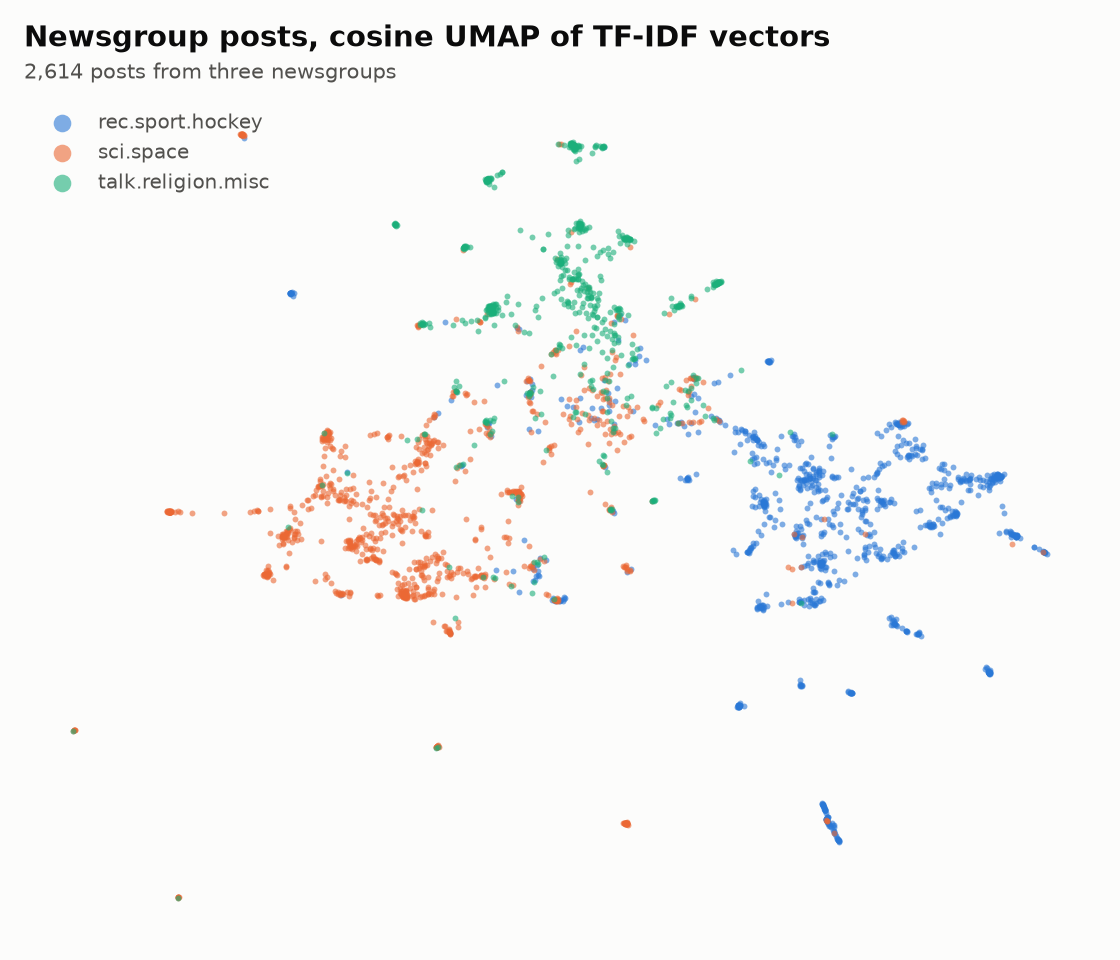 Newsgroup posts, cosine UMAP of TF-IDF vectors
2,614 posts from three newsgroups
rec.sport.hockey
sci.space
talk.religion.misc